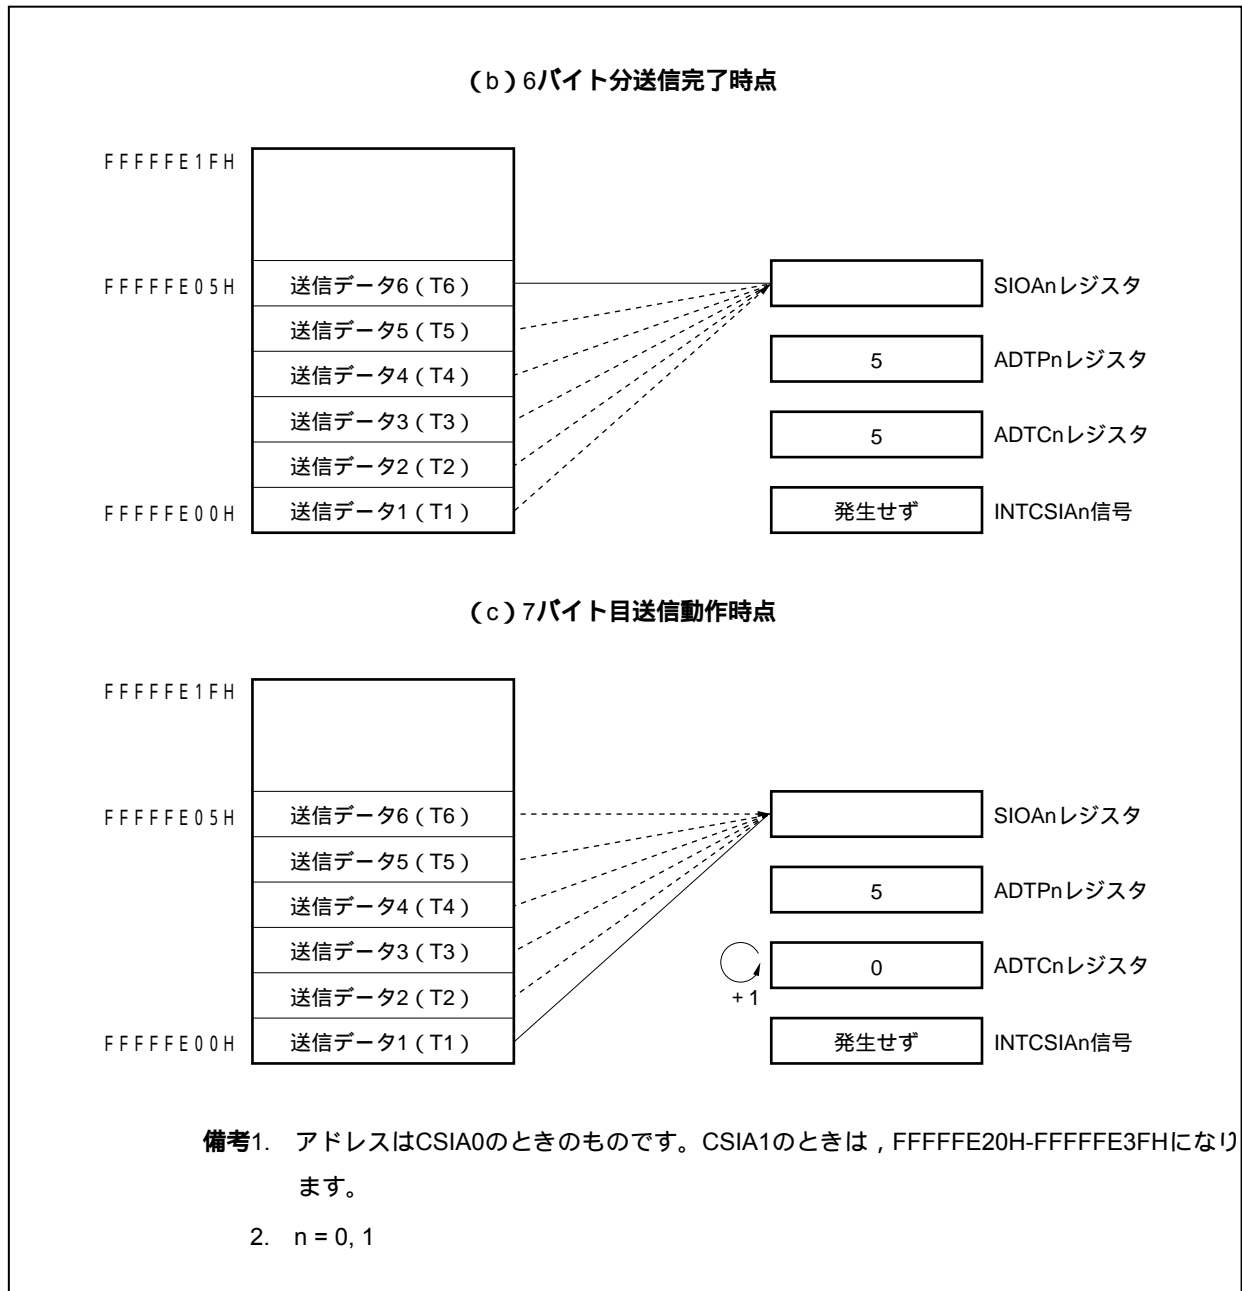 （b）6バイト分送信完了時点
FFFFFE1FH
FFFFFE05H 送信データ6（T6） SIOAnレジスタ
送信データ5（T5）
5 ADTPnレジスタ
送信データ4（T4）
送信データ3（T3）
5 ADTCnレジスタ
送信データ2（T2）
FFFFFE00H 送信データ1（T1） 発生せず INTCSIAn信号
（c）7バイト目送信動作時点
FFFFFE1FH
FFFFFE05H 送信データ6（T6） SIOAnレジスタ
送信データ5（T5）
5 ADTPnレジスタ
送信データ4（T4）
送信データ3（T3）
0 ADTCnレジスタ
+1
送信データ2（T2）
FFFFFE00H 送信データ1（T1） 発生せず INTCSIAn信号
備考1. アドレスはCSIA0のときのものです。CSIA1のときは，FFFFFE20H-FFFFFE3FHになり
ます。
2. n = 0, 1